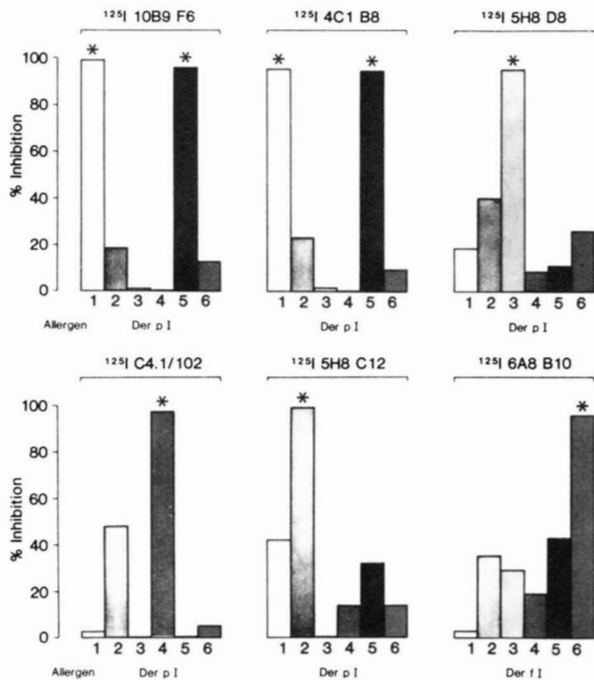 ¹²⁵I 10B9 F6
¹²⁵I 4C1 B8
¹²⁵I 5H8 D8
% Inhibition
100
80
60
40
20
0
* * * * *
1 2 3 4 5 6
1 2 3 4 5 6
1 2 3 4 5 6
Allergen Der p I Der p I Der p I
¹²⁵I C4.1/102
¹²⁵I 5H8 C12
¹²⁵I 6A8 B10
% Inhibition
100
80
60
40
20
0
* * *
1 2 3 4 5 6
1 2 3 4 5 6
1 2 3 4 5 6
Allergen Der p I Der p I Der f I